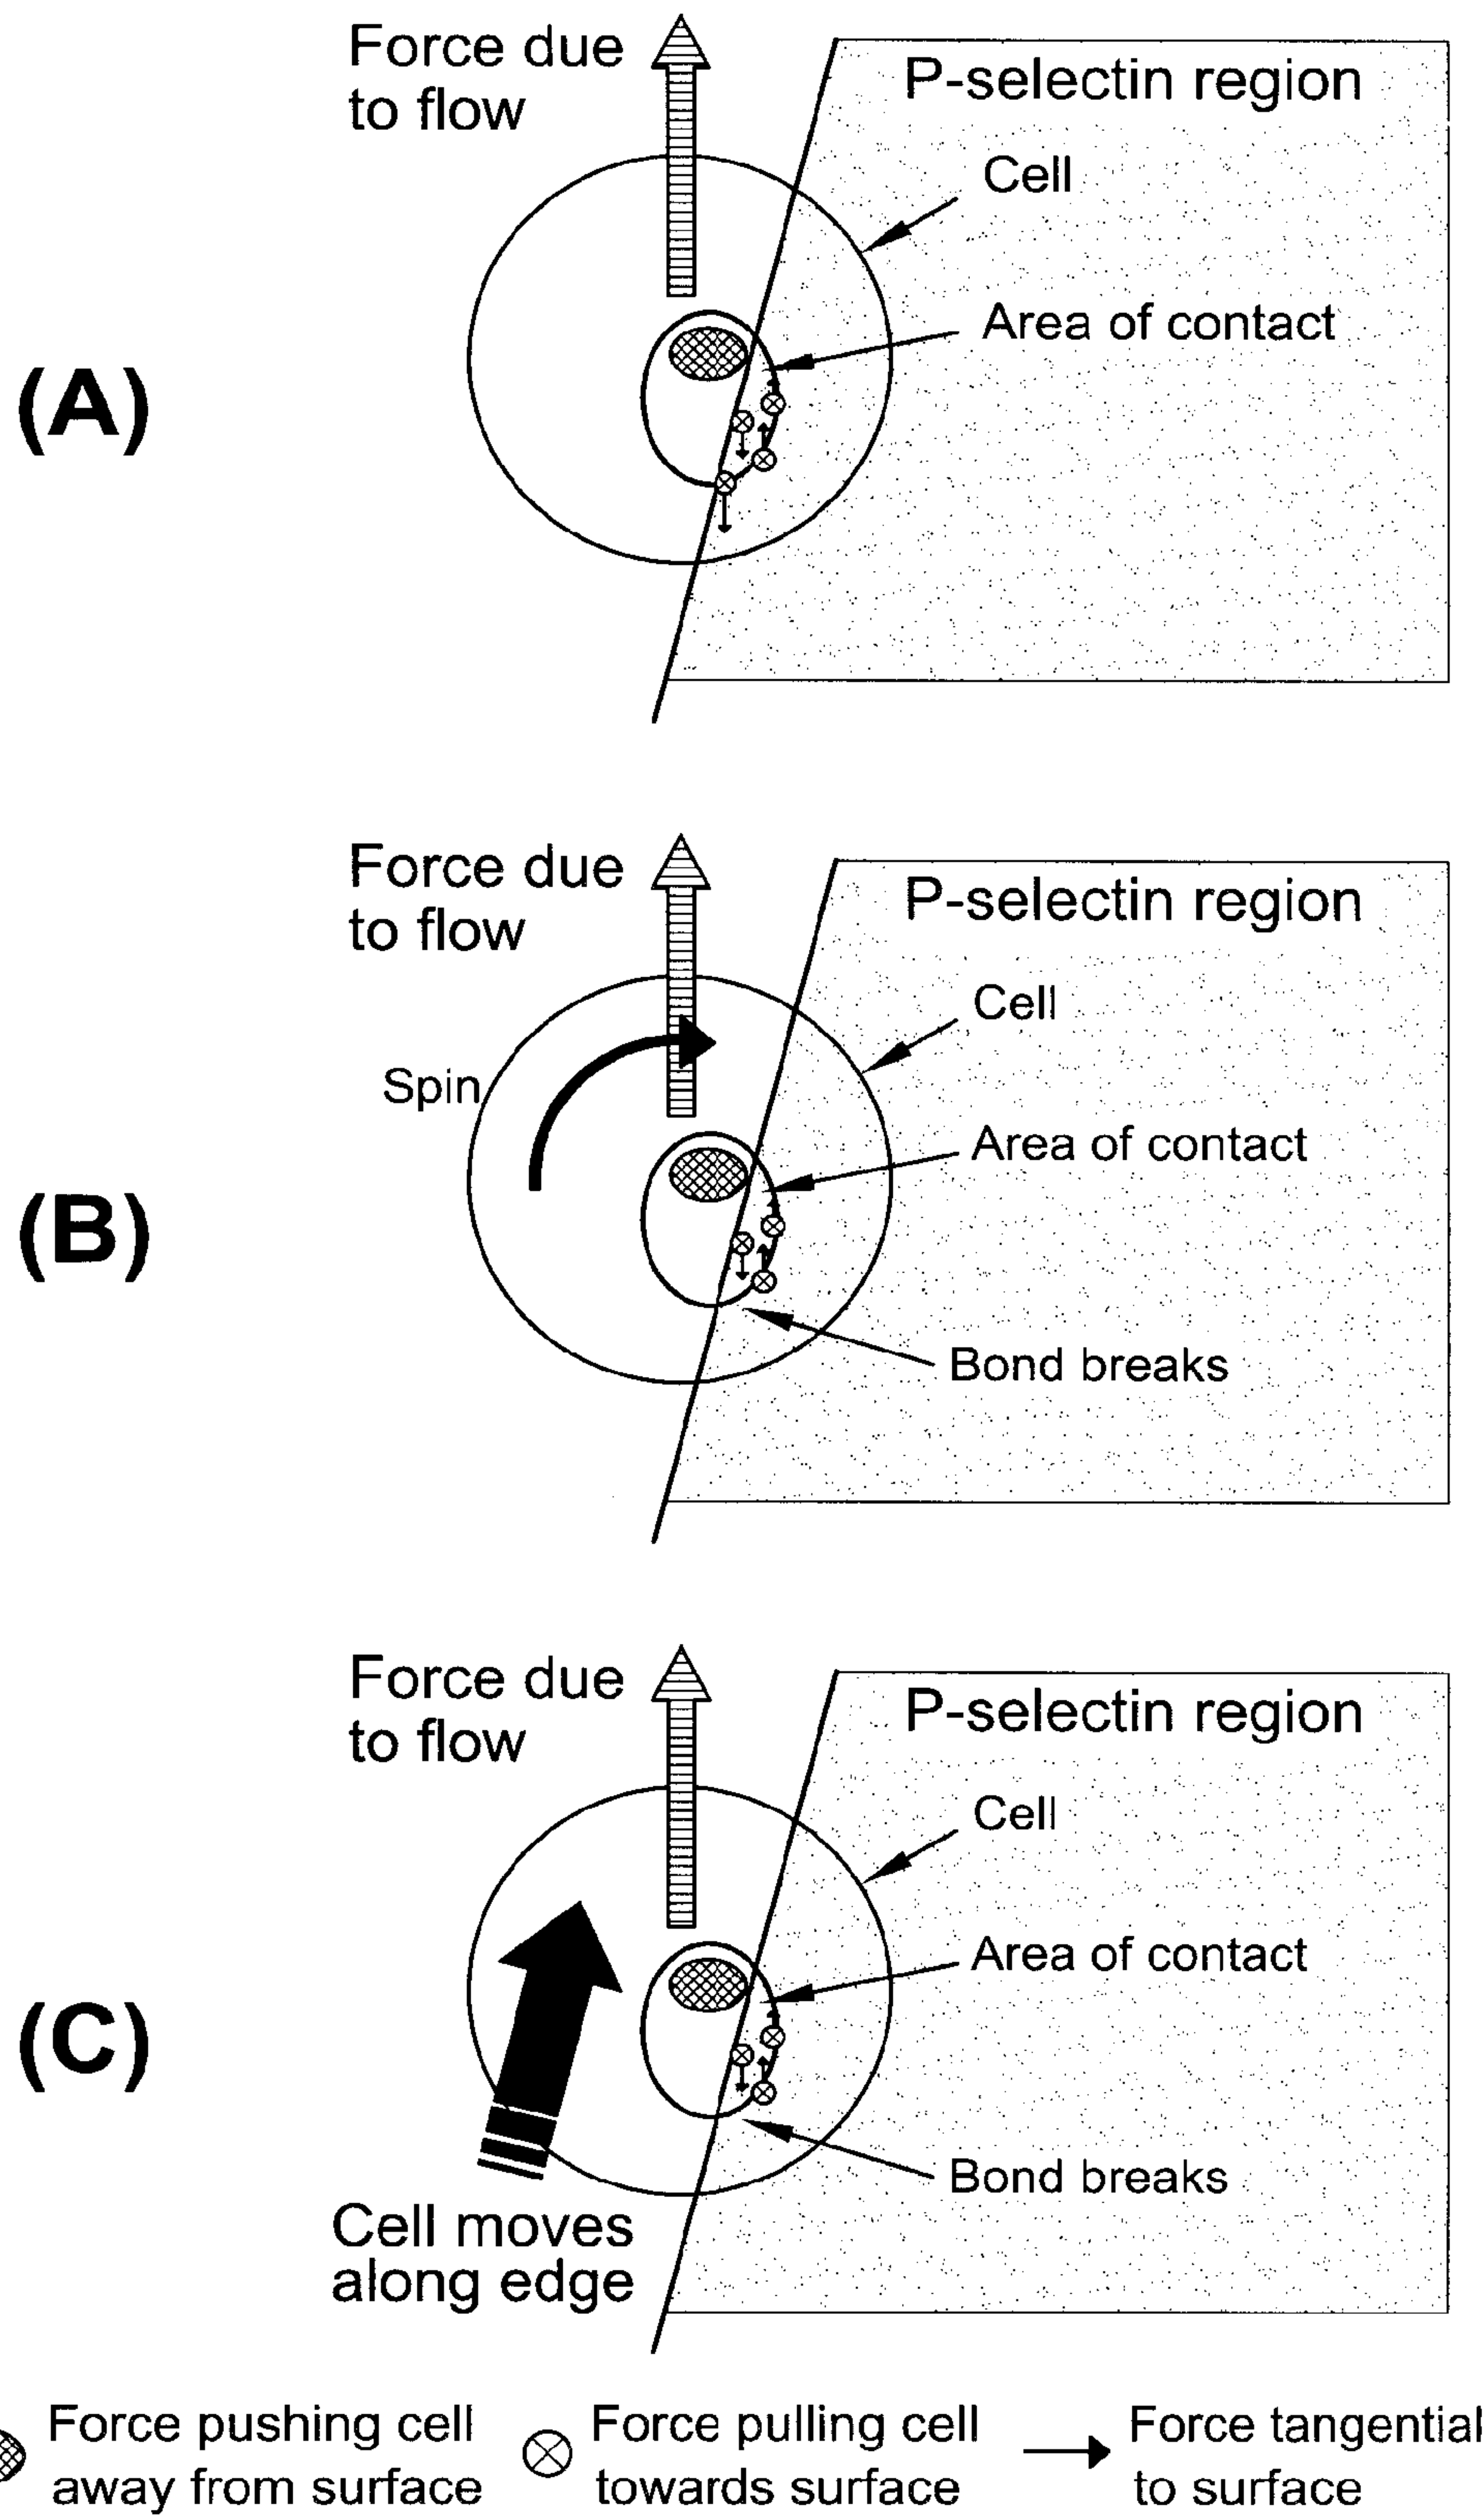 Force due
to flow
P-selectin region
Cell
Area of contact
(A)
Force due
to flow
P-selectin region
Cell
Spin
Area of contact
(B)
Bond breaks
Force due
to flow
P-selectin region
Cell
Area of contact
(C)
Bond breaks
Cell moves
along edge
Force pushing cell
away from surface
Force pulling cell
towards surface
Force tangential
to surface